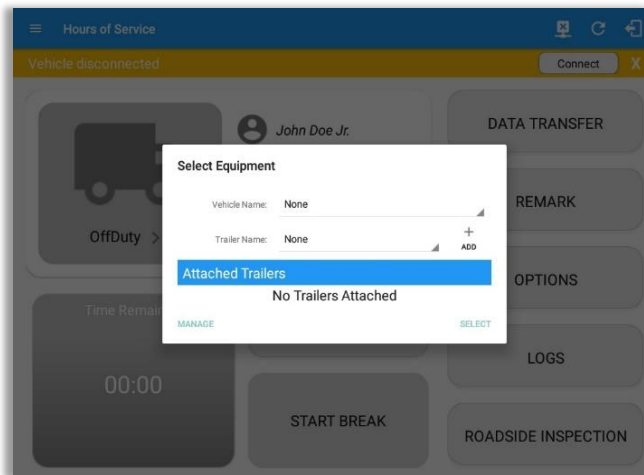 Hours of Service
Vehicle disconnected
Connect
X
John Doe Jr.
OffDuty >
DATA TRANSFER
REMARK
OPTIONS
LOGS
ROADSIDE INSPECTION
Select Equipment
Vehicle Name: None
Trailer Name: None
+
ADD
Attached Trailers
No Trailers Attached
MANAGE
SELECT
Time
00:00
START BREAK